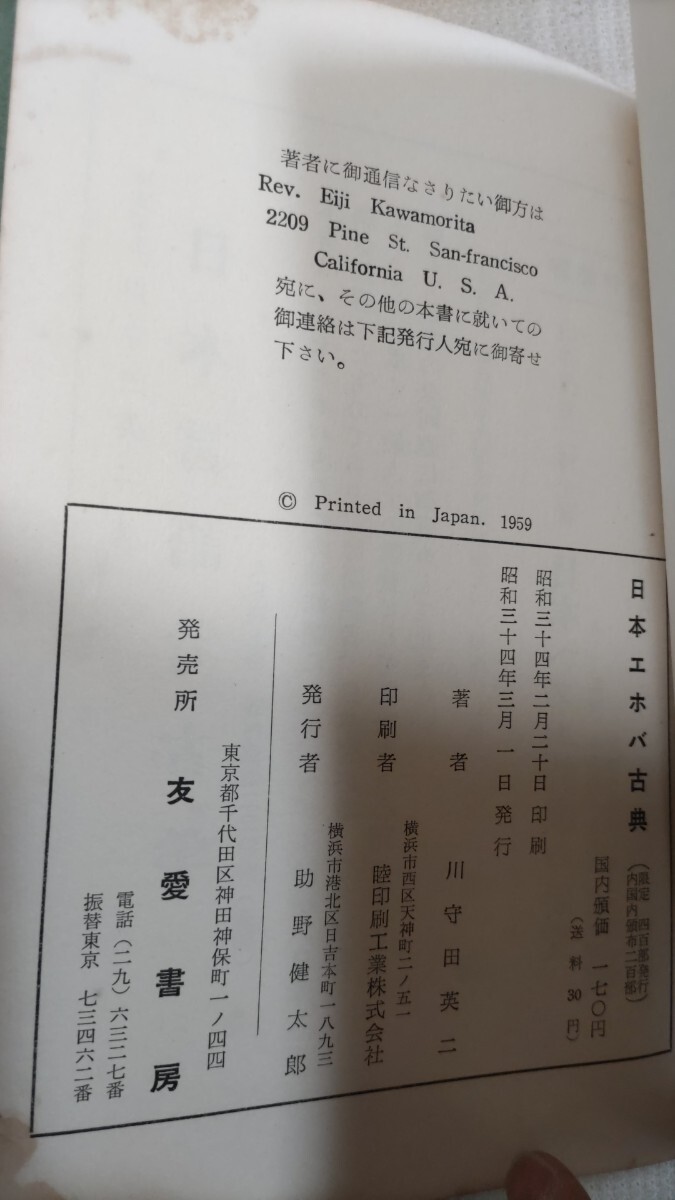 著者に御通信なさりたい御方は
Rev. Eiji Kawamorita
2209 Pine St. San-francisco
California U. S. A.
宛に、その他の本書に就いての
御連絡は下記発行人宛に御寄せ
下さい。
© Printed in Japan. 1959
日本エホバ古典
(限定 四百部発行
内国内頒布二百部)
国内頒価 一七〇円
(送料30円)
昭和三十四年二月二十日 印刷
昭和三十四年三月一日 発行
著者 川守田英二
横浜市西区天神町二ノ五一
印刷者 睦印刷工業株式会社
横浜市港北区日吉本町一八九三
発行者 助野健太郎
東京都千代田区神田神保町一ノ四四
発売所 友愛書房
電話(二九)六三二七番
振替東京 七三四六二番